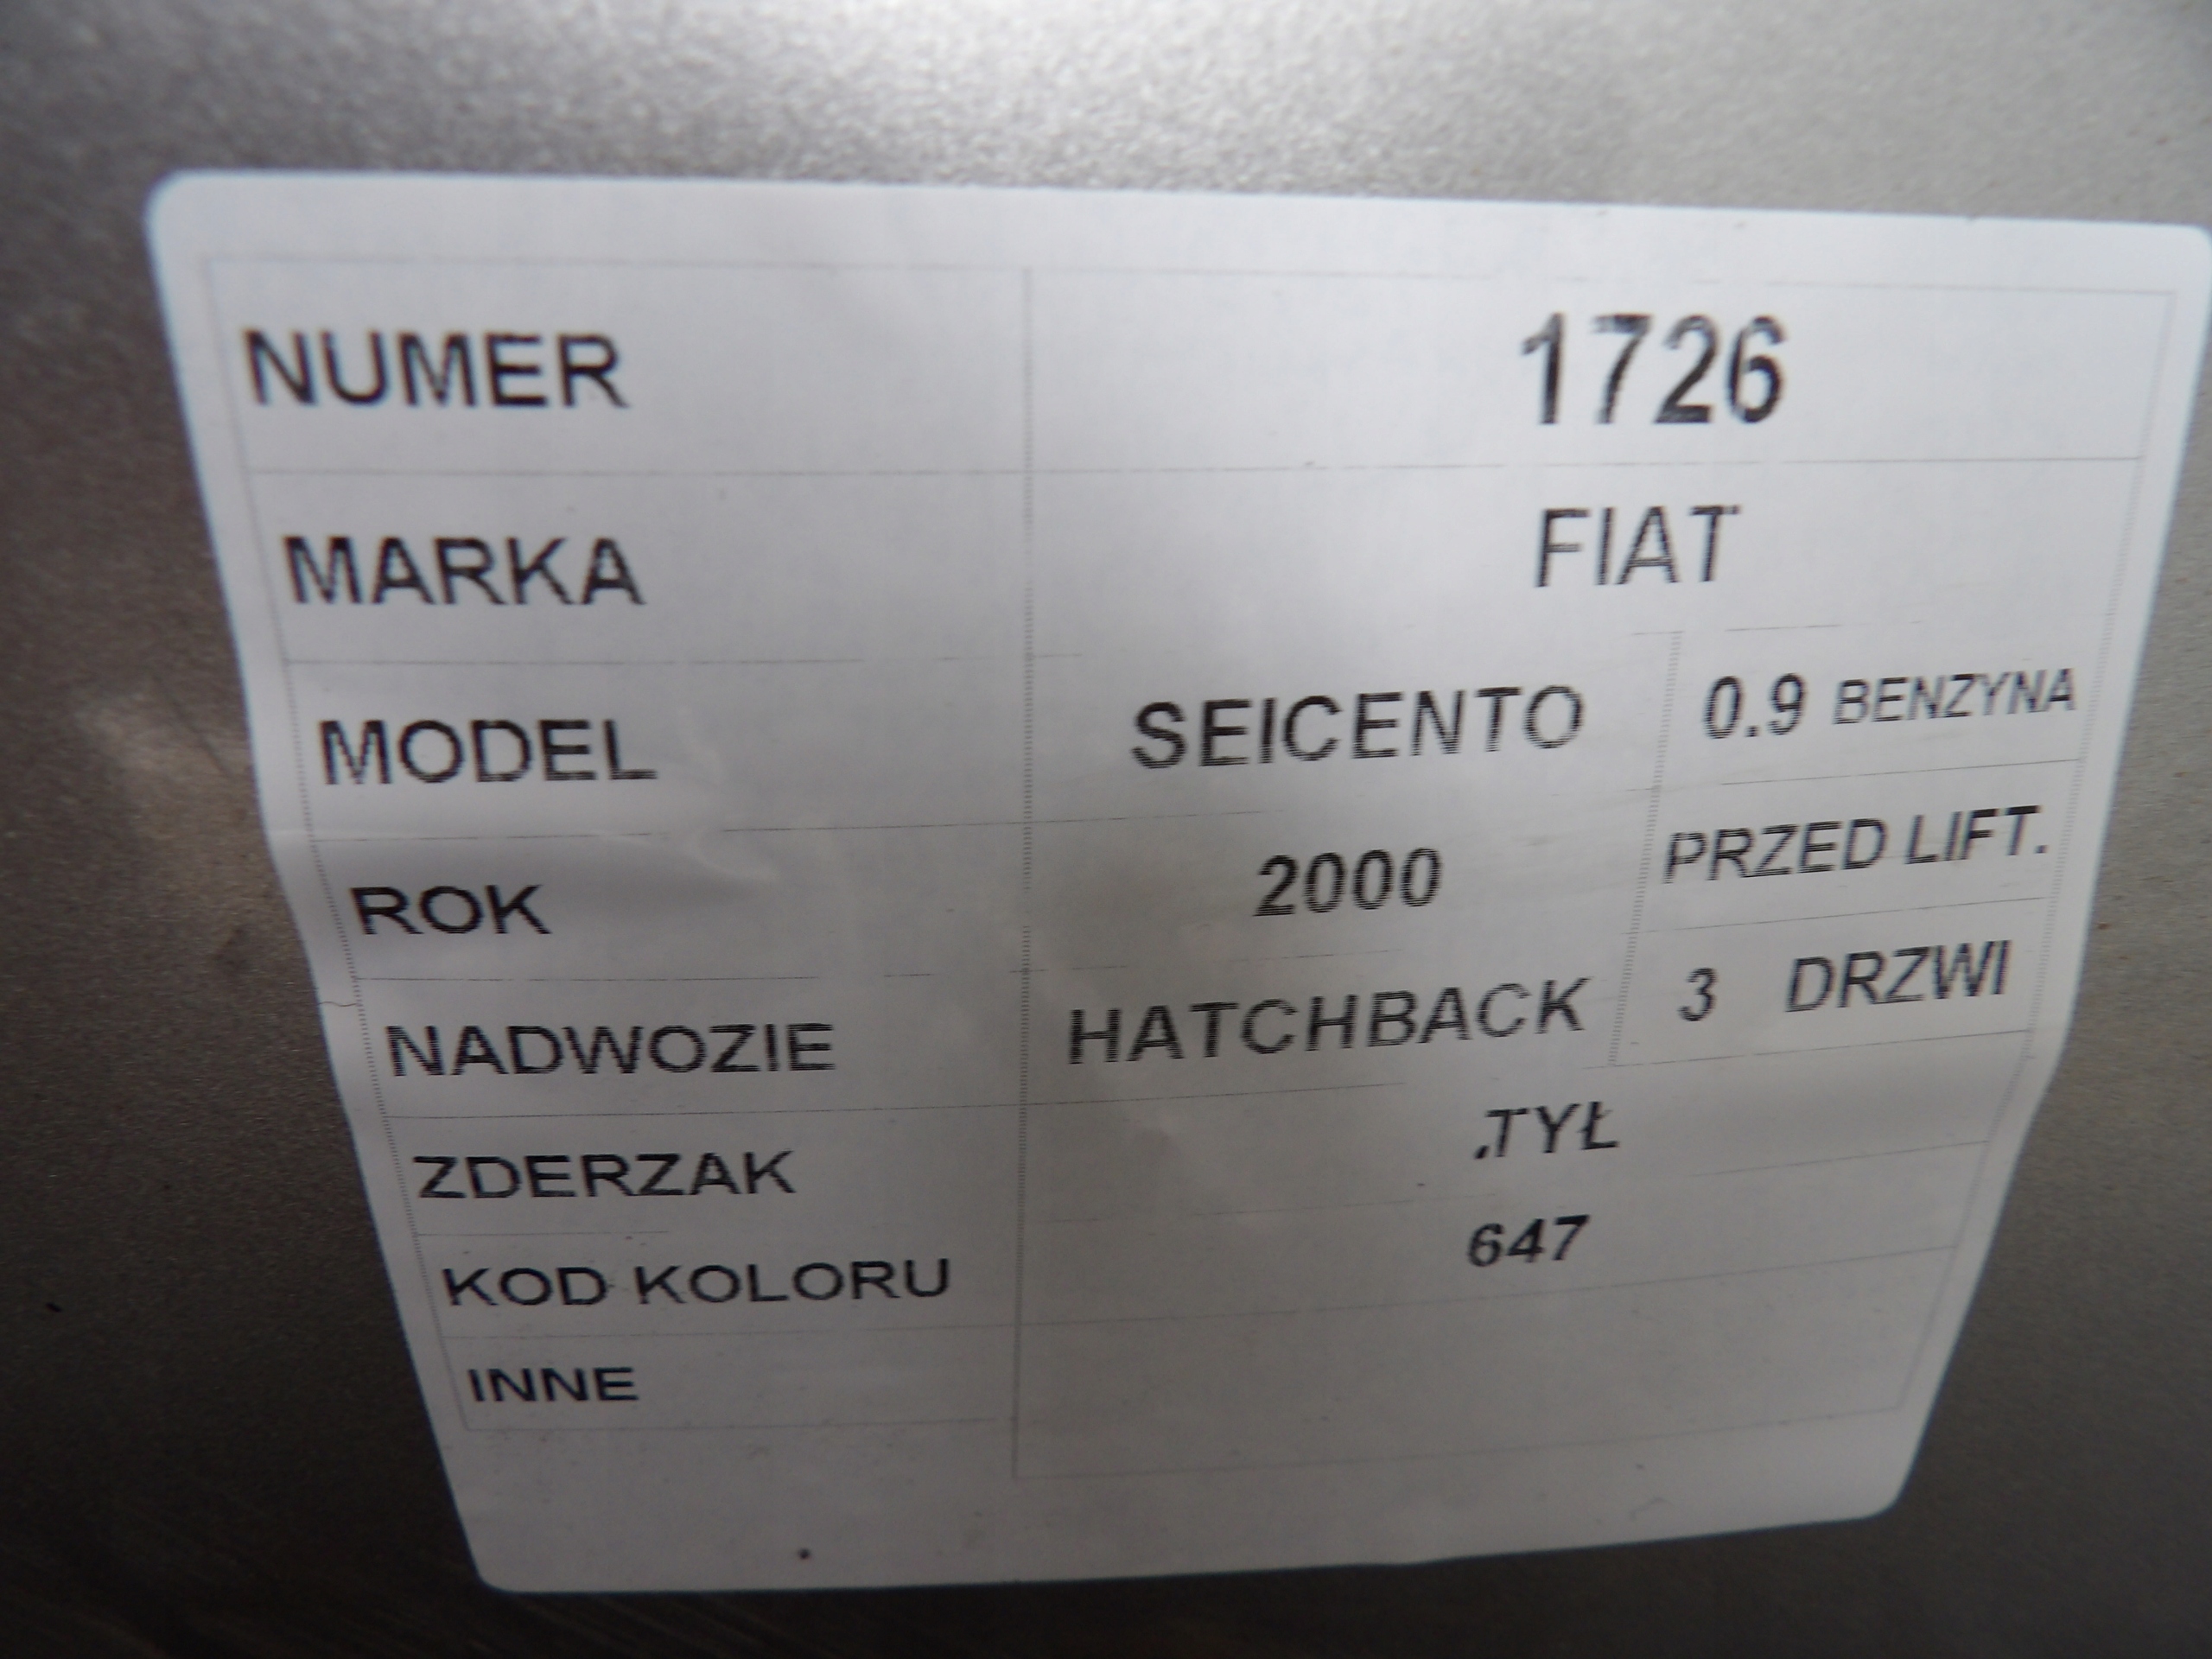 NUMER 1726
MARKA FIAT
MODEL SEICENTO 0.9 BENZYNA
ROK 2000 PRZED LIFT.
NADWOZIE HATCHBACK 3 DRZWI
ZDERZAK .TYŁ
KOD KOLORU 647
INNE